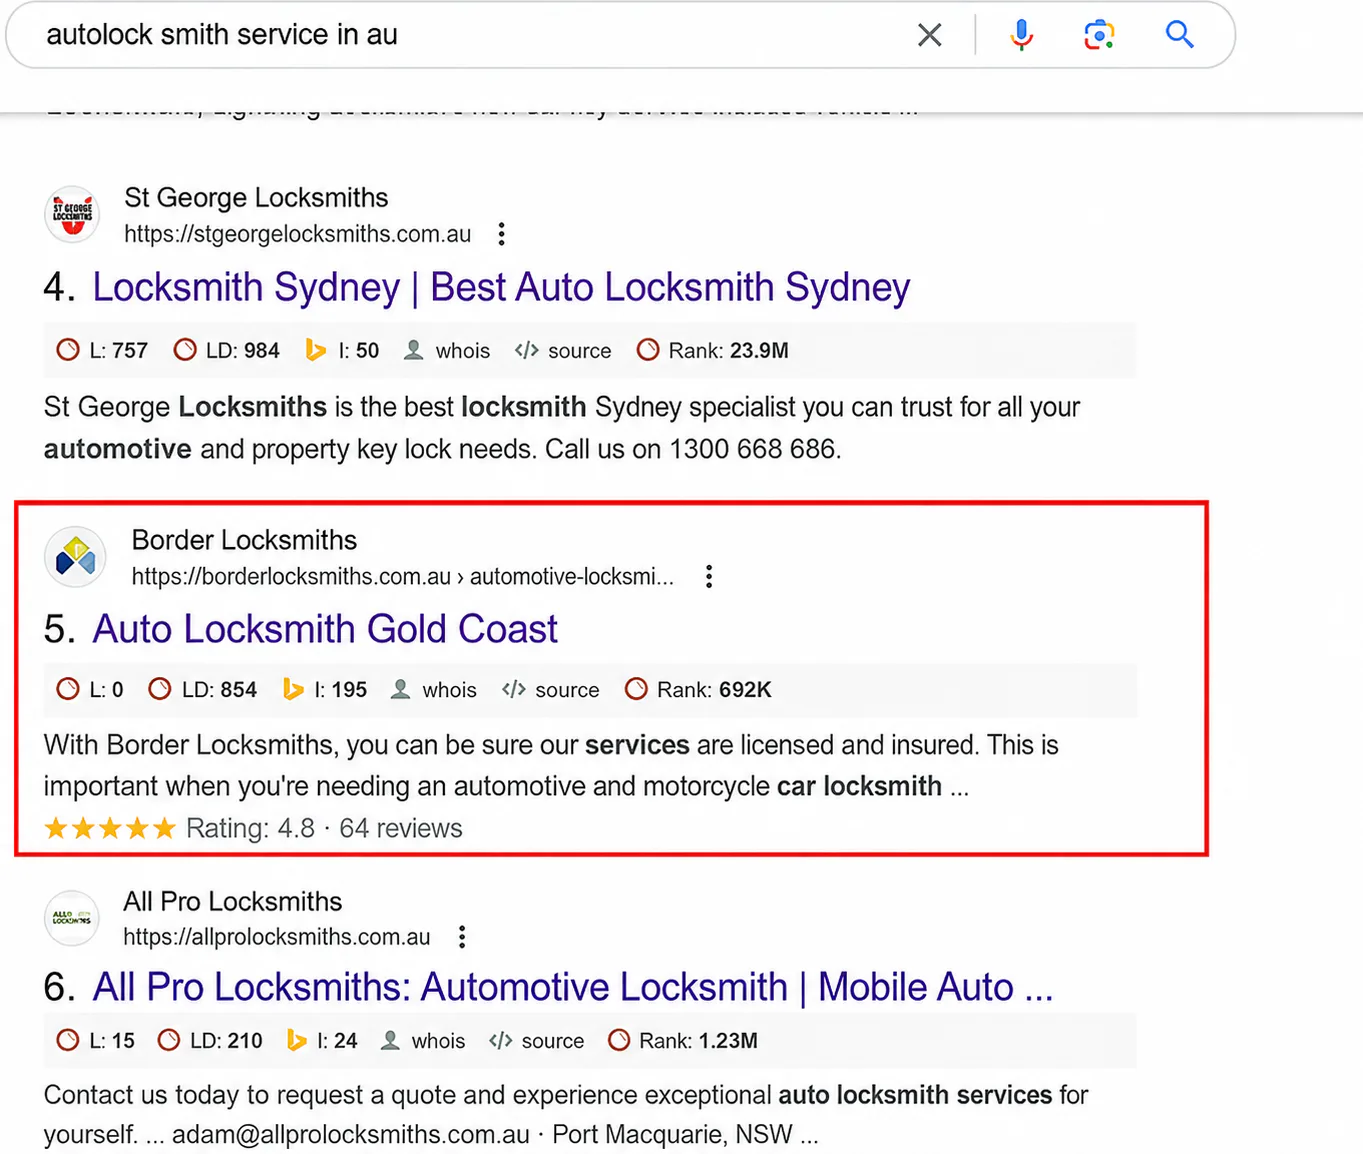 autolock smith service in au
St George Locksmiths
https://stgeorgelocksmiths.com.au
4. Locksmith Sydney | Best Auto Locksmith Sydney
L: 757 LD: 984 I: 50 whois </> source Rank: 23.9M
St George Locksmiths is the best locksmith Sydney specialist you can trust for all your
automotive and property key lock needs. Call us on 1300 668 686.
Border Locksmiths
https://borderlocksmiths.com.au › automotive-locksmi...
5. Auto Locksmith Gold Coast
L: 0 LD: 854 I: 195 whois </> source Rank: 692K
With Border Locksmiths, you can be sure our services are licensed and insured. This is
important when you're needing an automotive and motorcycle car locksmith ...
Rating: 4.8 · 64 reviews
All Pro Locksmiths
https://allprolocksmiths.com.au
6. All Pro Locksmiths: Automotive Locksmith | Mobile Auto ...
L: 15 LD: 210 I: 24 whois </> source Rank: 1.23M
Contact us today to request a quote and experience exceptional auto locksmith services for
yourself. ... adam@allprolocksmiths.com.au · Port Macquarie, NSW ...